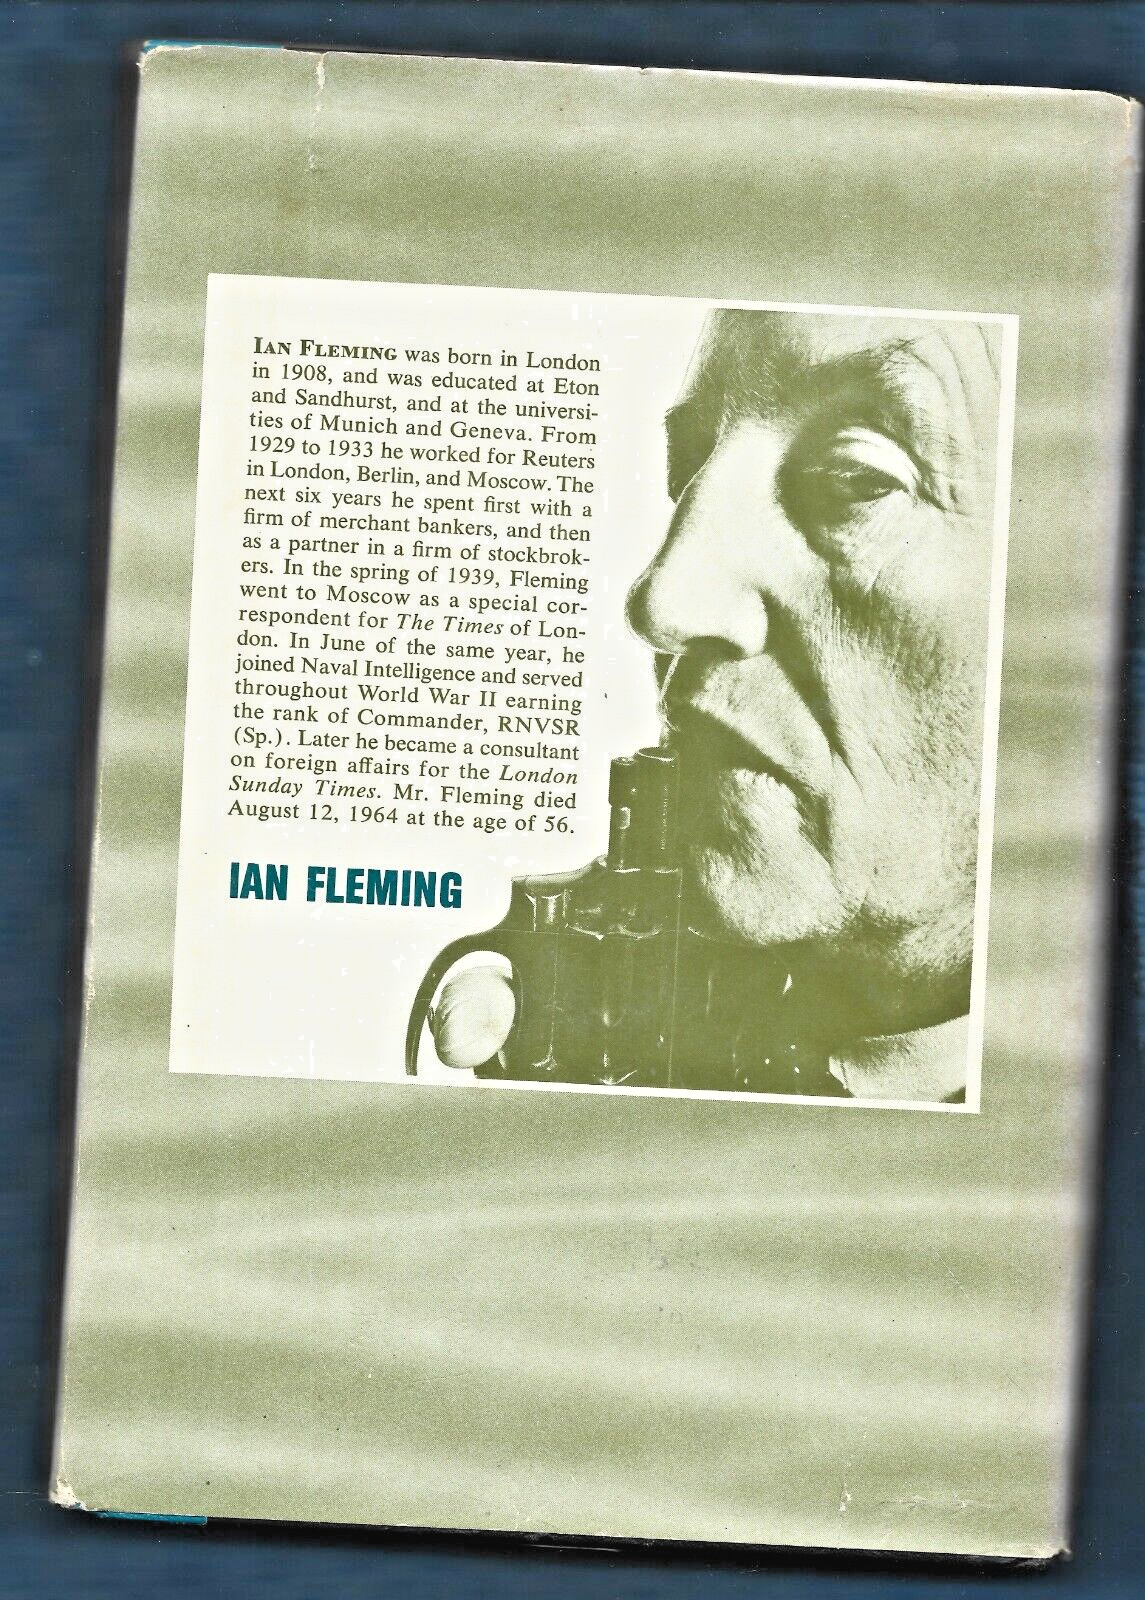 IAN FLEMING was born in London
in 1908, and was educated at Eton
and Sandhurst, and at the universi-
ties of Munich and Geneva. From
1929 to 1933 he worked for Reuters
in London, Berlin, and Moscow. The
next six years he spent first with a
firm of merchant bankers, and then
as a partner in a firm of stockbrok-
ers. In the spring of 1939, Fleming
went to Moscow as a special cor-
respondent for The Times of Lon-
don. In June of the same year, he
joined Naval Intelligence and served
throughout World War II earning
the rank of Commander, RNVSR
(Sp.). Later he became a consultant
on foreign affairs for the London
Sunday Times. Mr. Fleming died
August 12, 1964 at the age of 56.
IAN FLEMING